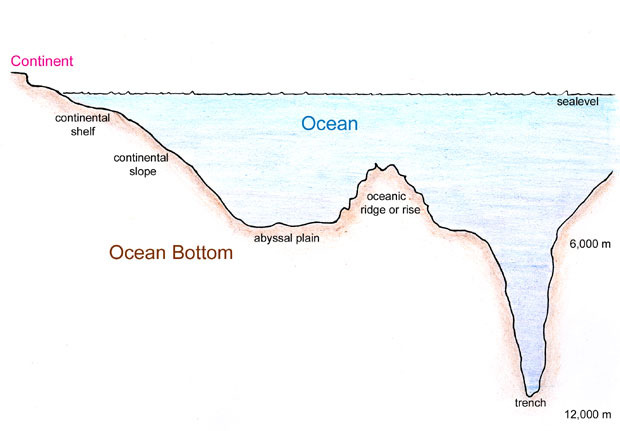 Continent
sealevel
continental
shelf
Ocean
continental
slope
oceanic
ridge or rise
abyssal plain
6,000 m
Ocean Bottom
trench
12,000 m